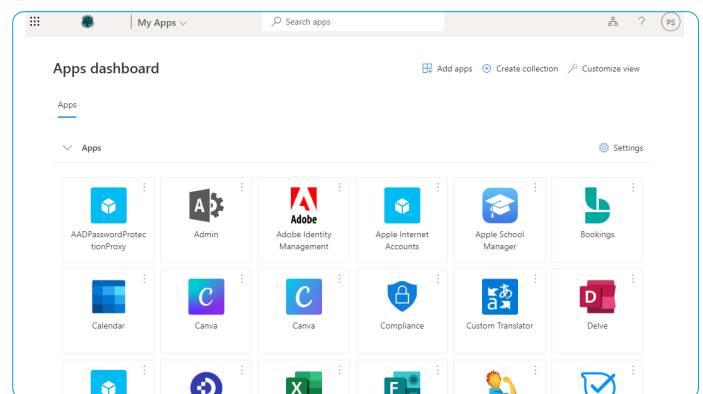 My Apps
Search apps
?
PS
Apps dashboard
Add apps
Create collection
Customize view
Apps
Apps
Settings
A
Adobe
AADPasswordProtec
tionProxy
Admin
Adobe Identity
Management
Apple Internet
Accounts
Apple School
Manager
Bookings
C
C
あ
a
D
Calendar
Canva
Canva
Compliance
Custom Translator
Delve
X
F